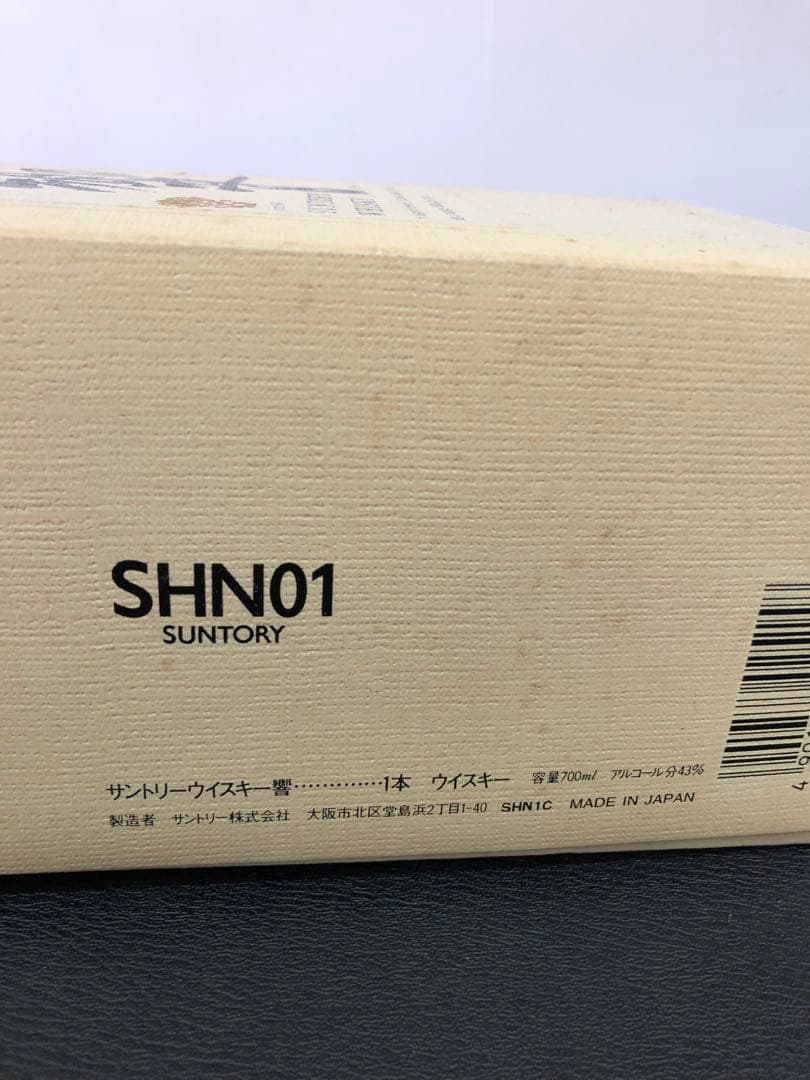 SUNTORY
WHISKY
SHN01
SUNTORY
サントリーウイスキー響・・・・・・・・・・・・・1本 ウイスキー 容量700ml アルコール分43%
製造者 サントリー株式会社 大阪市北区堂島浜2丁目1-40 SHN1C MADE IN JAPAN